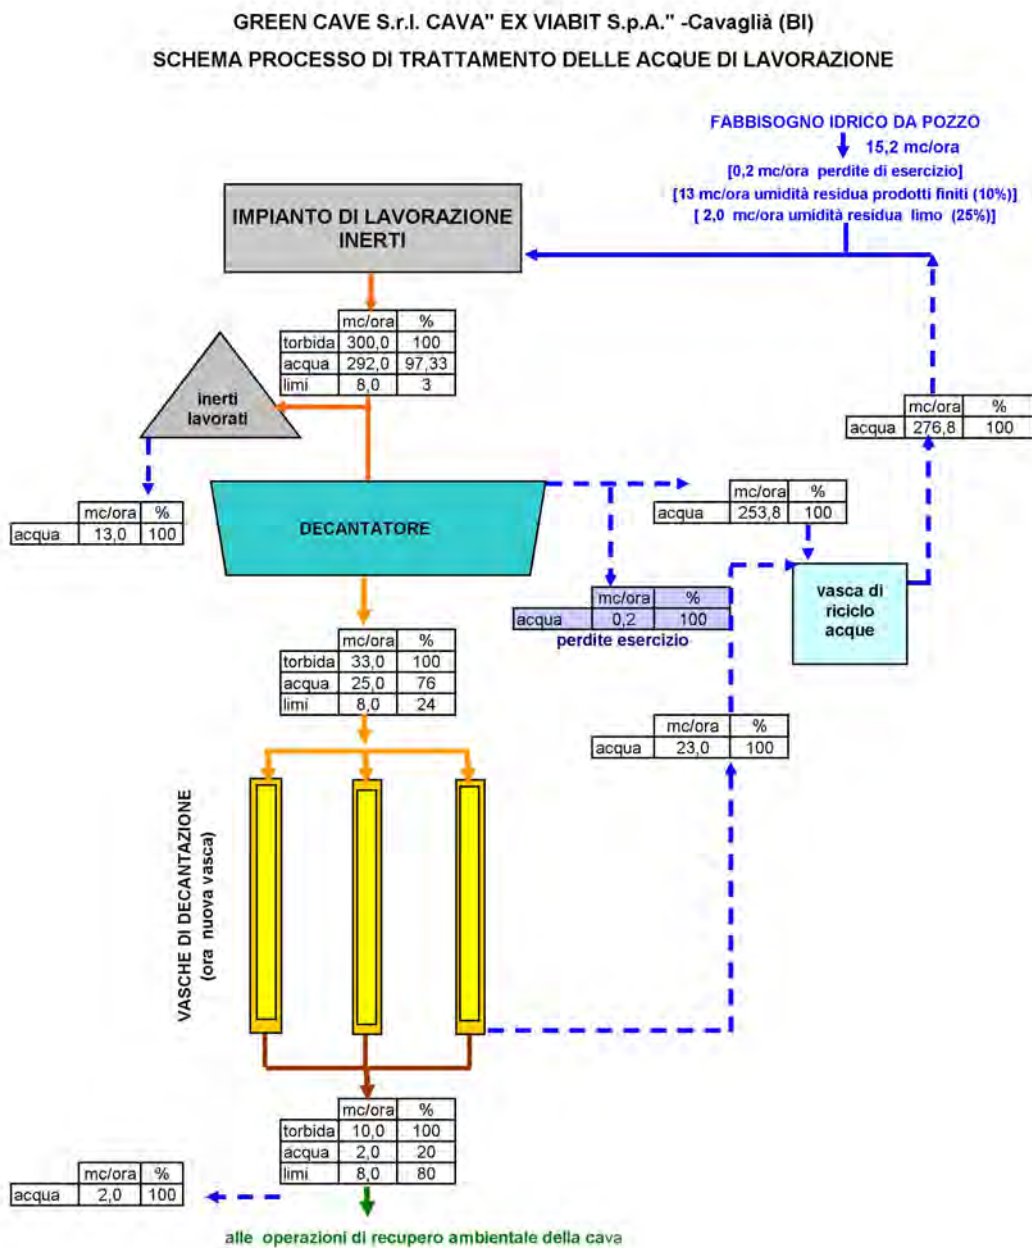 GREEN CAVE S.r.l. CAVA" EX VIABIT S.p.A." -Cavaglià (BI)
SCHEMA PROCESSO DI TRATTAMENTO DELLE ACQUE DI LAVORAZIONE
FABBISOGNO IDRICO DA POZZO
15,2 mc/ora
[0,2 mc/ora perdite di esercizio]
[13 mc/ora umidità residua prodotti finiti (10%)]
[ 2,0 mc/ora umidità residua limo (25%)]
IMPIANTO DI LAVORAZIONE
INERTI
mc/ora %
torbida 300,0 100
acqua 292,0 97,33
limi 8,0 3
inerti
lavorati
mc/ora %
acqua 276,8 100
mc/ora %
acqua 13,0 100
DECANTATORE
mc/ora %
acqua 253,8 100
mc/ora %
acqua 0,2 100
perdite esercizio
vasca di
riciclo
acque
mc/ora %
torbida 33,0 100
acqua 25,0 76
limi 8,0 24
mc/ora %
acqua 23,0 100
VASCHE DI DECANTAZIONE
(ora nuova vasca)
mc/ora %
torbida 10,0 100
acqua 2,0 20
limi 8,0 80
mc/ora %
acqua 2,0 100
alle operazioni di recupero ambientale della cava